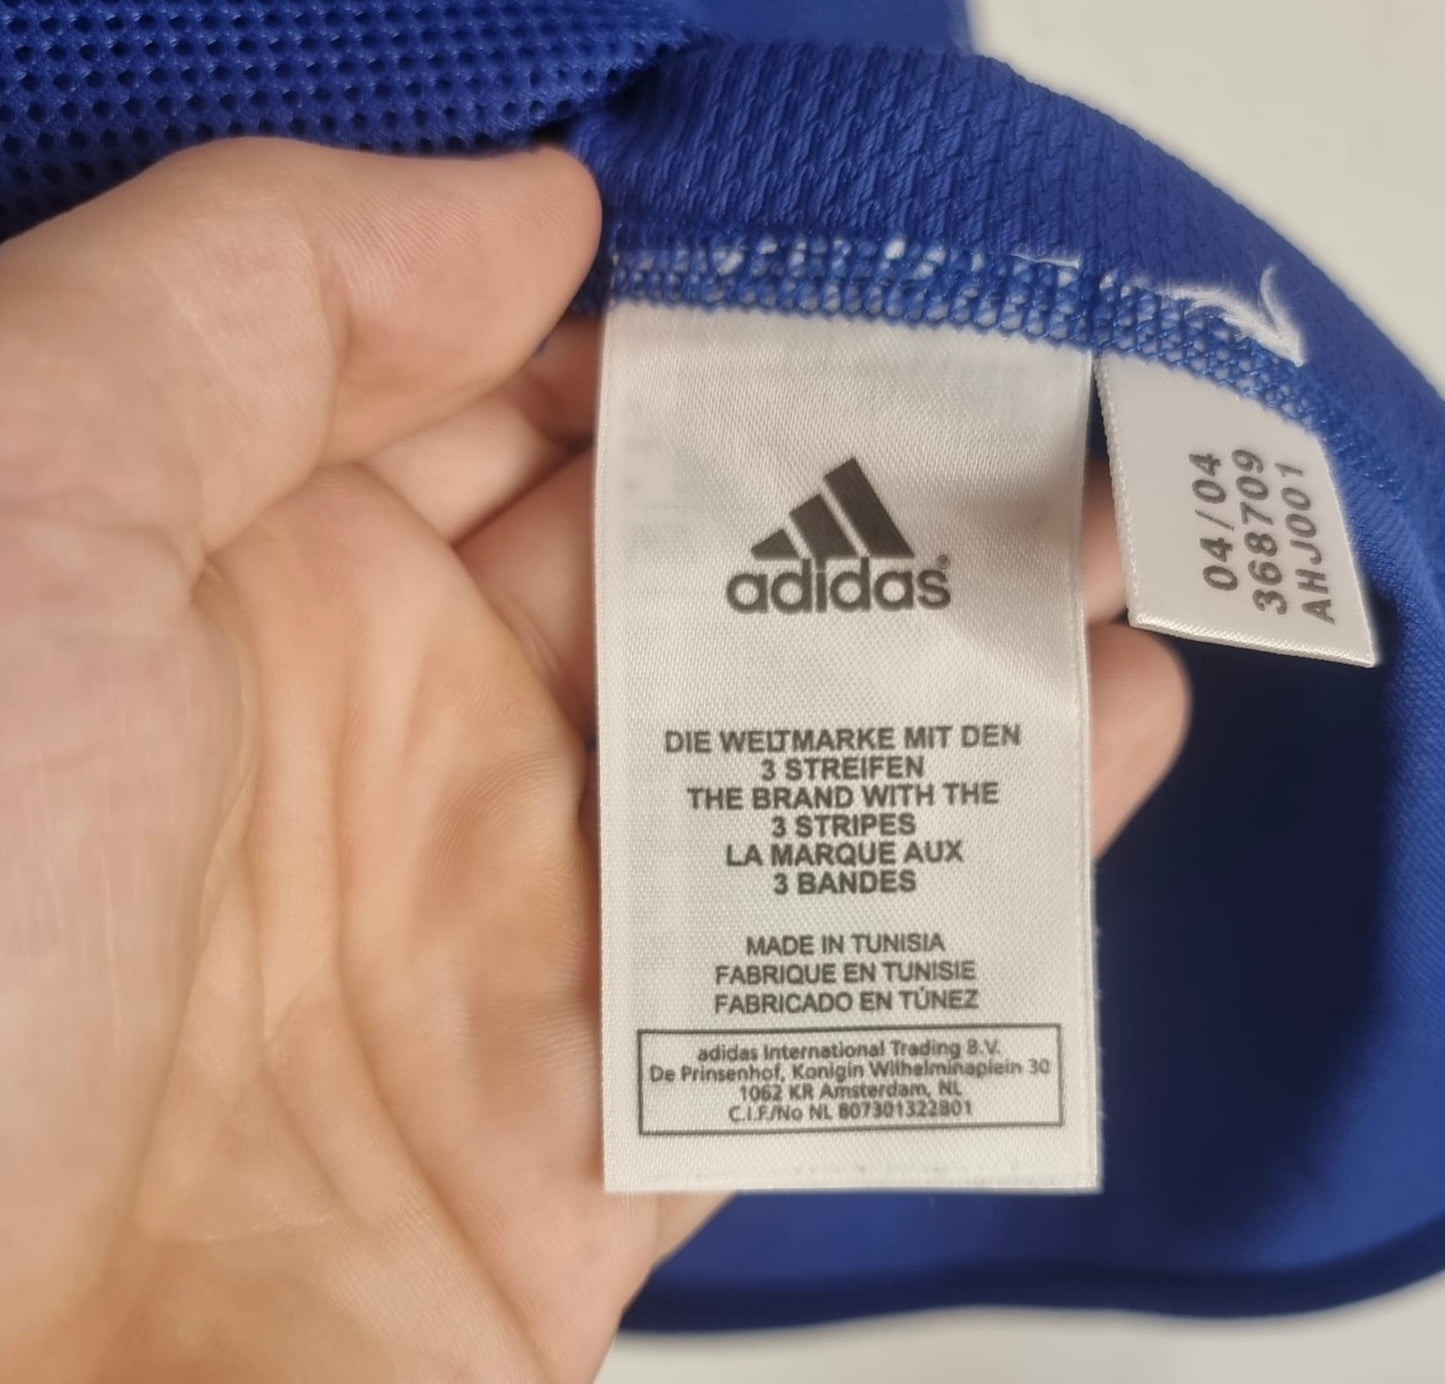 adidas®
DIE WELTMARKE MIT DEN
3 STREIFEN
THE BRAND WITH THE
3 STRIPES
LA MARQUE AUX
3 BANDES
MADE IN TUNISIA
FABRIQUE EN TUNISIE
FABRICADO EN TÚNEZ
adidas International Trading B.V.
De Prinsenhof, Konigin Wilhelminaplein 30
1062 KR Amsterdam, NL
C.I.F./No NL 807301322B01
04/04
368709
AHJ001